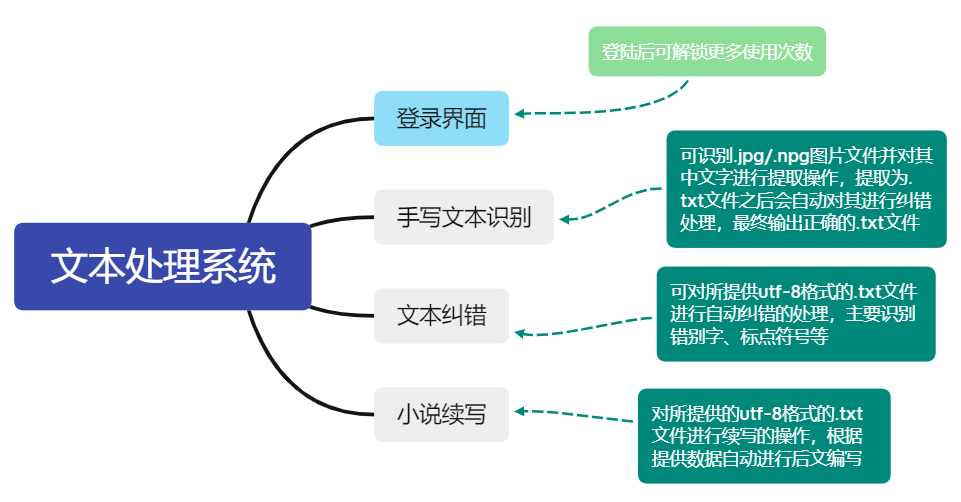 登陆后可解锁更多使用次数
登录界面
可识别.jpg/.npg图片文件并对其
中文字进行提取操作，提取为.
txt文件之后会自动对其进行纠错
处理，最终输出正确的.txt文件
手写文本识别
文本处理系统
可对所提供utf-8格式的.txt文件
进行自动纠错的处理，主要识别
错别字、标点符号等
文本纠错
小说续写
对所提供的utf-8格式的.txt
文件进行续写的操作，根据
提供数据自动进行后文编写